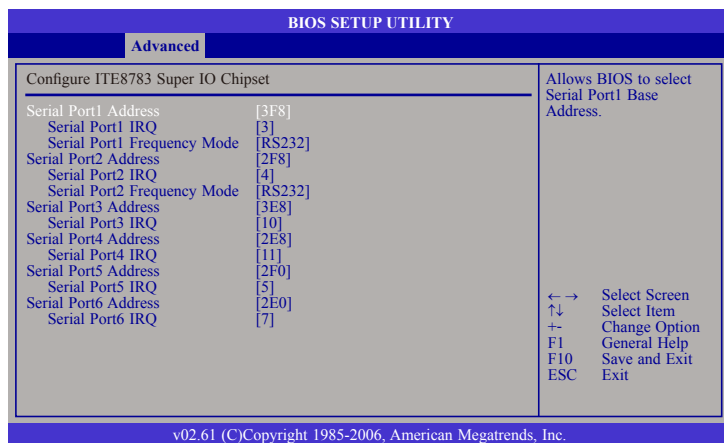 BIOS SETUP UTILITY
Advanced
Configure ITE8783 Super IO Chipset
Serial Port1 Address [3F8]
Serial Port1 IRQ [3]
Serial Port1 Frequency Mode [RS232]
Serial Port2 Address [2F8]
Serial Port2 IRQ [4]
Serial Port2 Frequency Mode [RS232]
Serial Port3 Address [3E8]
Serial Port3 IRQ [10]
Serial Port4 Address [2E8]
Serial Port4 IRQ [11]
Serial Port5 Address [2F0]
Serial Port5 IRQ [5]
Serial Port6 Address [2E0]
Serial Port6 IRQ [7]
Allows BIOS to select
Serial Port1 Base
Address.
←→ Select Screen
↑↓ Select Item
+- Change Option
F1 General Help
F10 Save and Exit
ESC Exit
v02.61 (C)Copyright 1985-2006, American Megatrends, Inc.